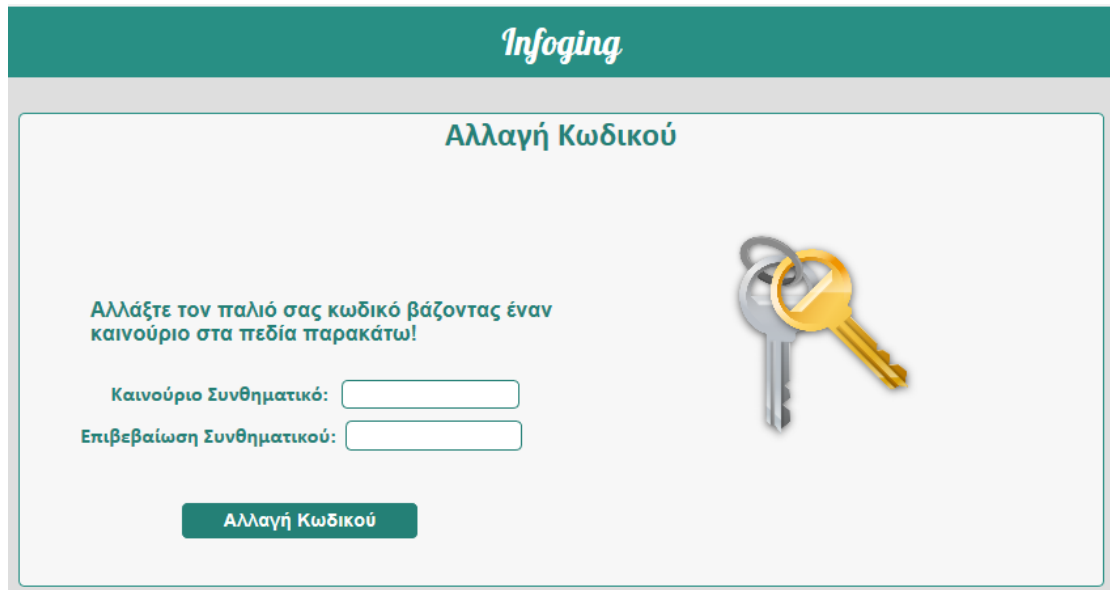 Infoging
Αλλαγή Κωδικού
Αλλάξτε τον παλιό σας κωδικό βάζοντας έναν
καινούριο στα πεδία παρακάτω!
Καινούριο Συνθηματικό:
Επιβεβαίωση Συνθηματικού:
Αλλαγή Κωδικού